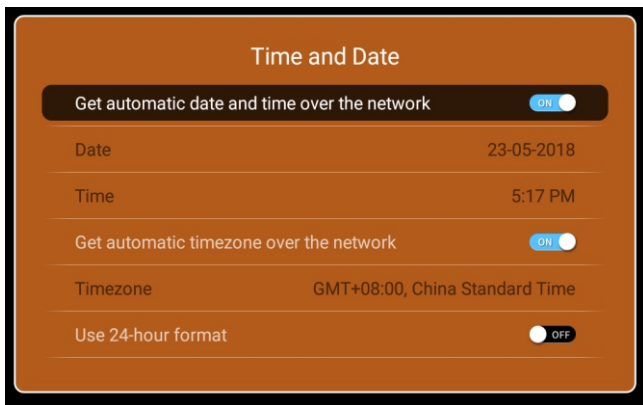 Time and Date
Get automatic date and time over the network ON
Date 23-05-2018
Time 5:17 PM
Get automatic timezone over the network ON
Timezone GMT+08:00, China Standard Time
Use 24-hour format OFF